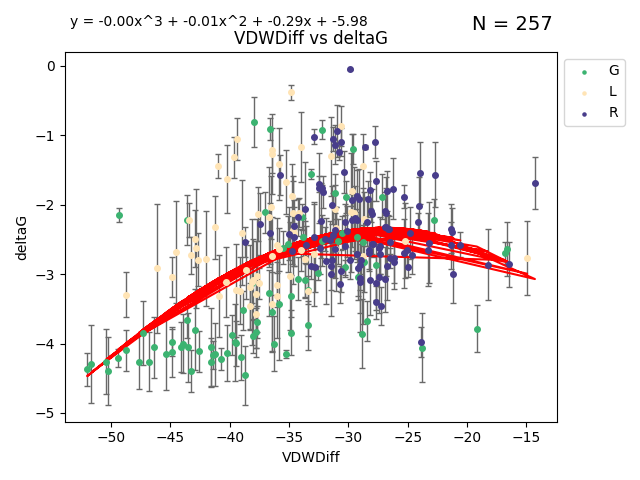 y = -0.00x^3 + -0.01x^2 + -0.29x + -5.98
N = 257
VDWDiff vs deltaG
G
L
R
deltaG
0
−1
−2
−3
−4
−5
−50 −45 −40 −35 −30 −25 −20 −15
VDWDiff